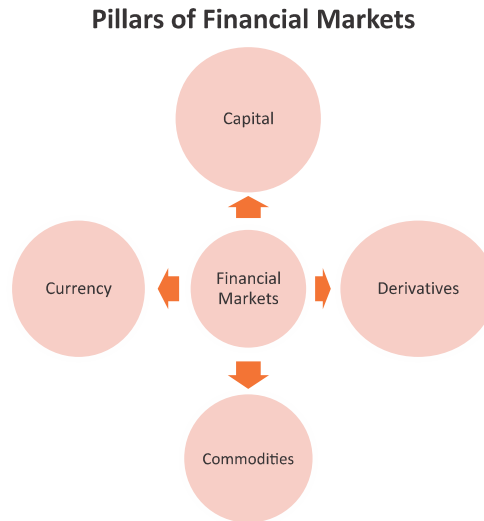 Pillars of Financial Markets
Capital
Currency
Financial
Markets
Derivatives
Commodities